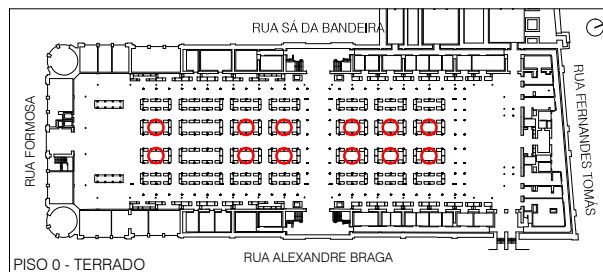 RUA SÁ DA BANDEIRA
RUA FORMOSA
RUA FERNANDES TOMÁS
RUA ALEXANDRE BRAGA
PISO 0 - TERRADO